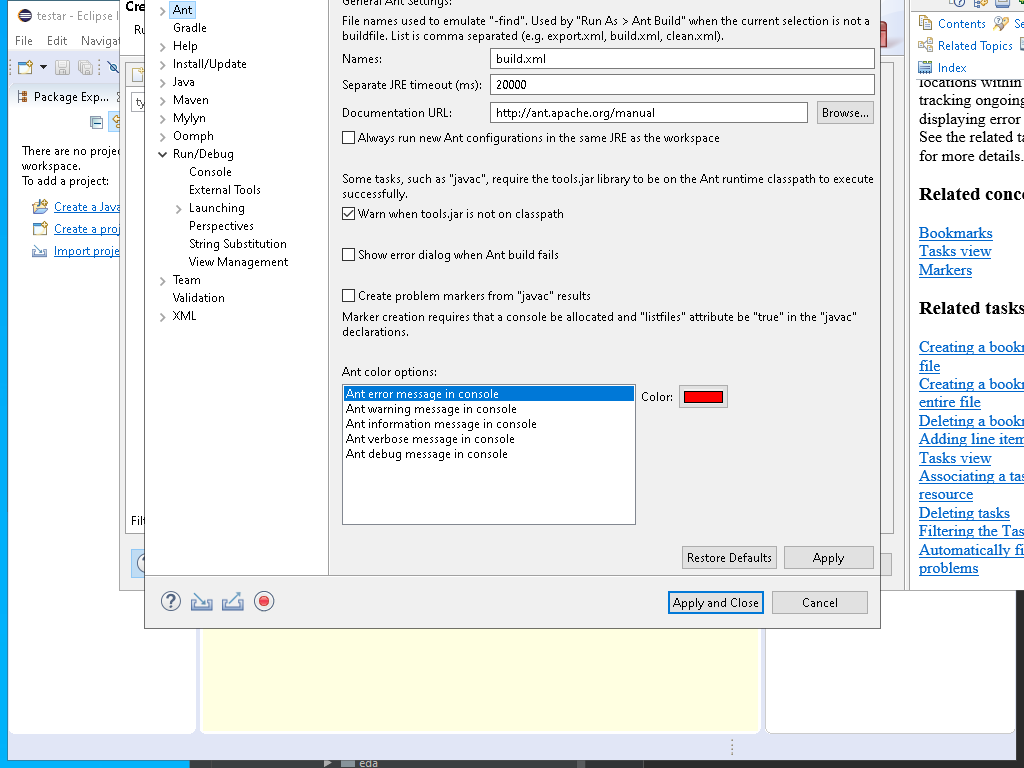 testar - Eclipse I
File
Edit
Naviga
Package Exp...
There are no projec
workspace.
To add a project:
Create a Java
Create a proj
Import proje
Cre
Ru
ty
Filt
Ant
Gradle
Help
Install/Update
Java
Maven
Mylyn
Oomph
Run/Debug
Console
External Tools
Launching
Perspectives
String Substitution
View Management
Team
Validation
XML
General Ant Settings:
File names used to emulate "-find". Used by "Run As > Ant Build" when the current selection is not a
buildfile. List is comma separated (e.g. export.xml, build.xml, clean.xml).
Names:
build.xml
Separate JRE timeout (ms):
20000
Documentation URL:
http://ant.apache.org/manual
Browse...
Always run new Ant configurations in the same JRE as the workspace
Some tasks, such as "javac", require the tools.jar library to be on the Ant runtime classpath to execute
successfully.
Warn when tools.jar is not on classpath
Show error dialog when Ant build fails
Create problem markers from "javac" results
Marker creation requires that a console be allocated and "listfiles" attribute be "true" in the "javac"
declarations.
Ant color options:
Ant error message in console
Ant warning message in console
Ant information message in console
Ant verbose message in console
Ant debug message in console
Color:
Restore Defaults
Apply
Apply and Close
Cancel
Contents
Se
Related Topics
Index
locations within
tracking ongoing
displaying error
See the related ta
for more details.
Related conce
Bookmarks
Tasks view
Markers
Related tasks
Creating a bookm
file
Creating a bookm
entire file
Deleting a bookm
Adding line item
Tasks view
Associating a tas
resource
Deleting tasks
Filtering the Tas
Automatically fi
problems
eda